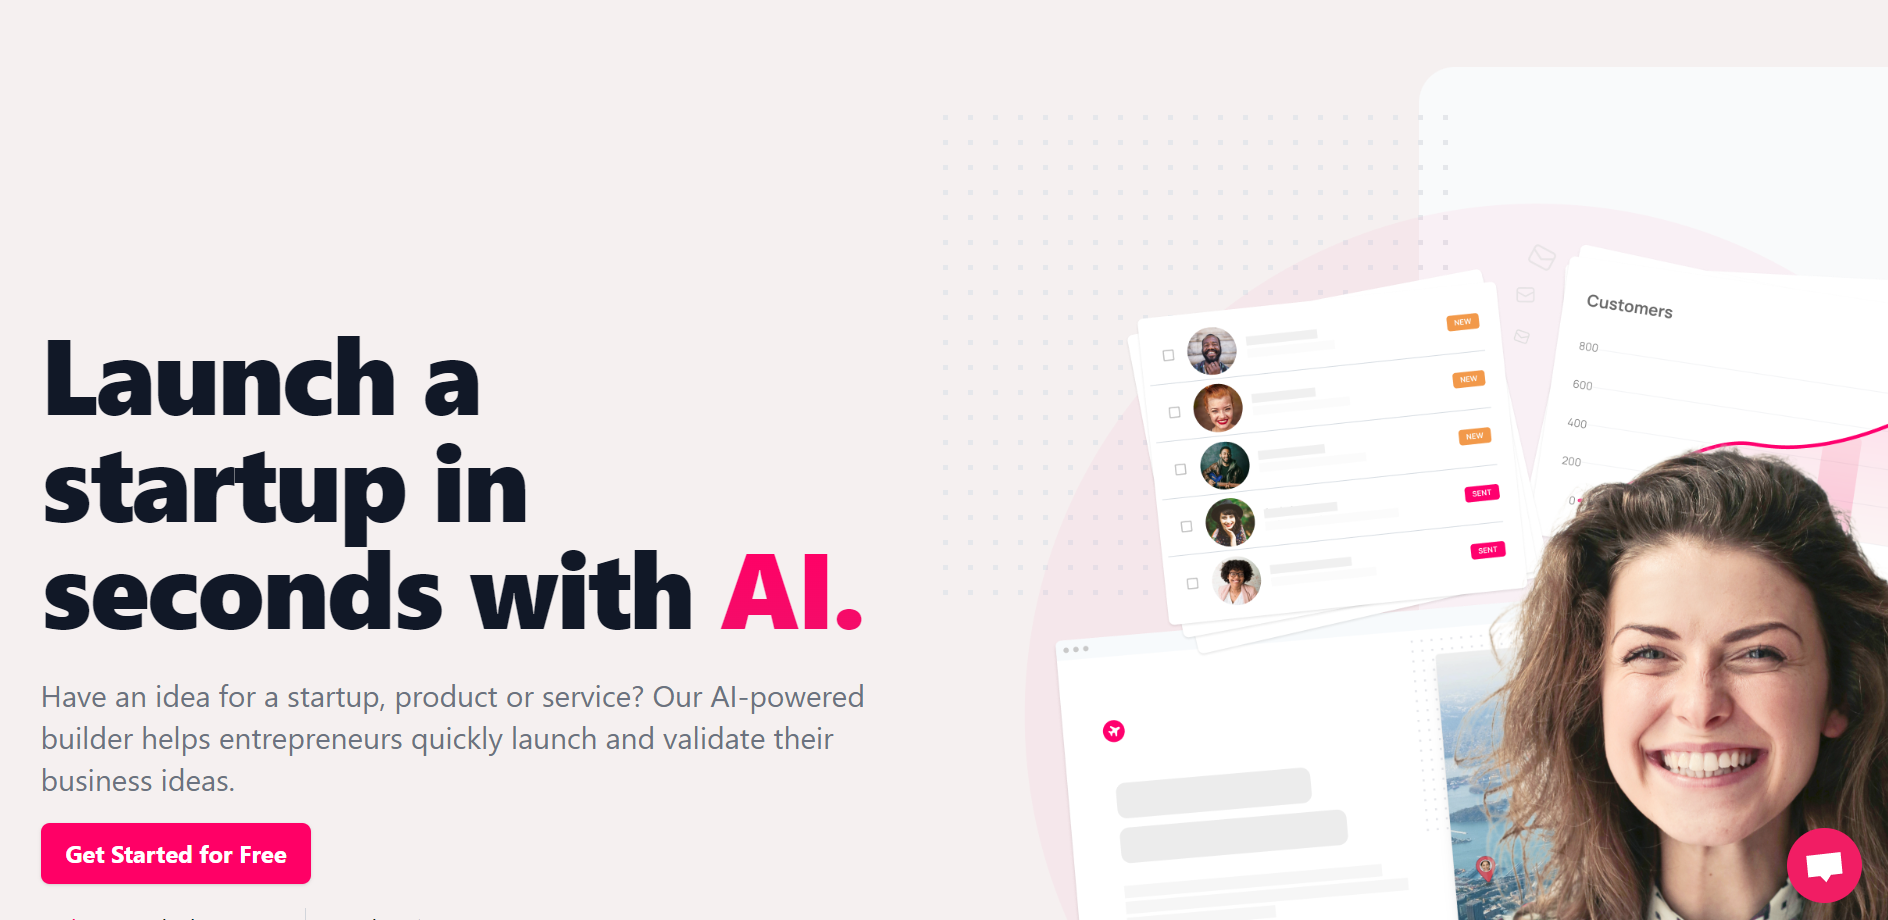 Launch a
startup in
seconds with AI.
Have an idea for a startup, product or service? Our AI-powered
builder helps entrepreneurs quickly launch and validate their
business ideas.
Get Started for Free
NEW
NEW
NEW
SENT
SENT
Customers
800
600
400
200
0